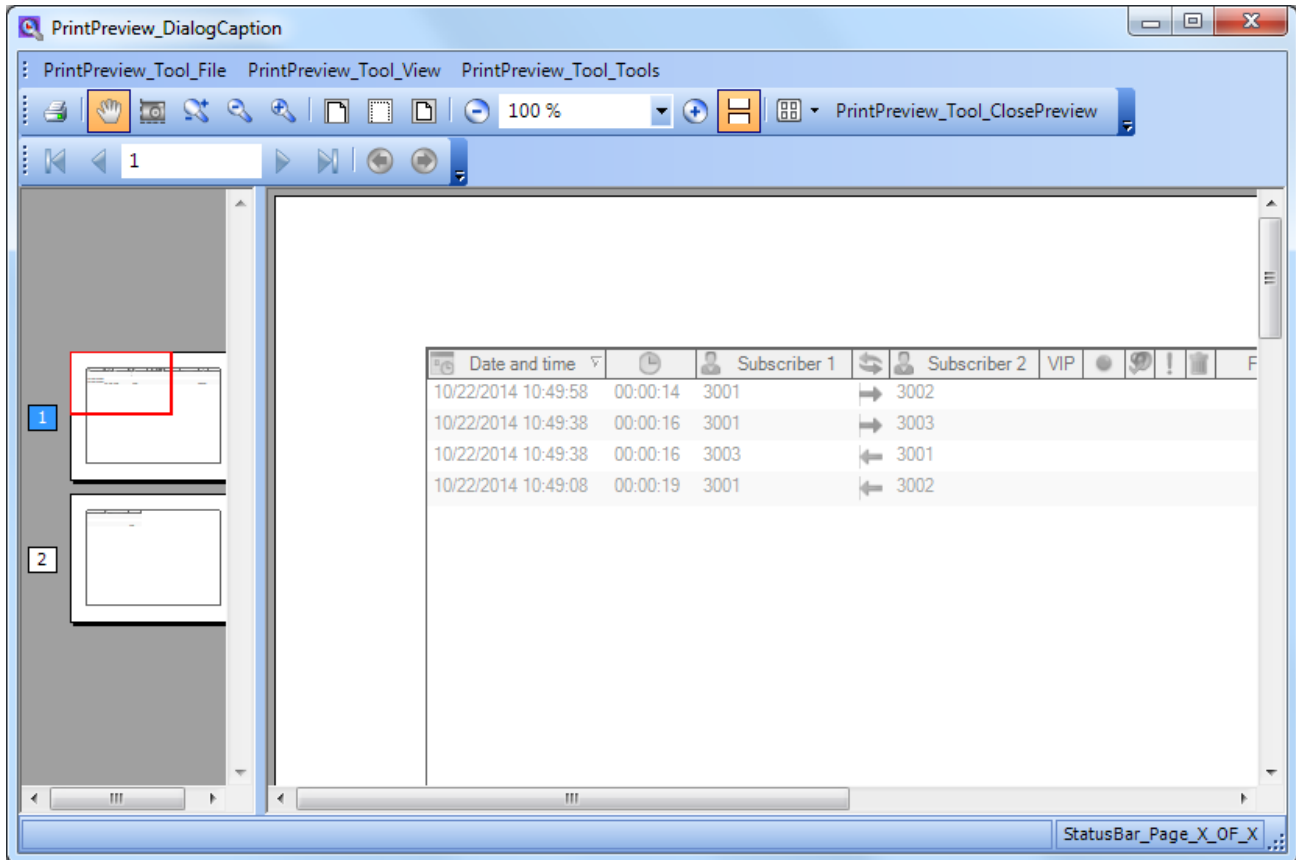 PrintPreview_DialogCaption
PrintPreview_Tool_File PrintPreview_Tool_View PrintPreview_Tool_Tools
100 % PrintPreview_Tool_ClosePreview
1
Date and time Subscriber 1 Subscriber 2 VIP ! F
10/22/2014 10:49:58 00:00:14 3001 3002
10/22/2014 10:49:38 00:00:16 3001 3003
10/22/2014 10:49:38 00:00:16 3003 3001
10/22/2014 10:49:08 00:00:19 3001 3002
1
2
StatusBar_Page_X_OF_X